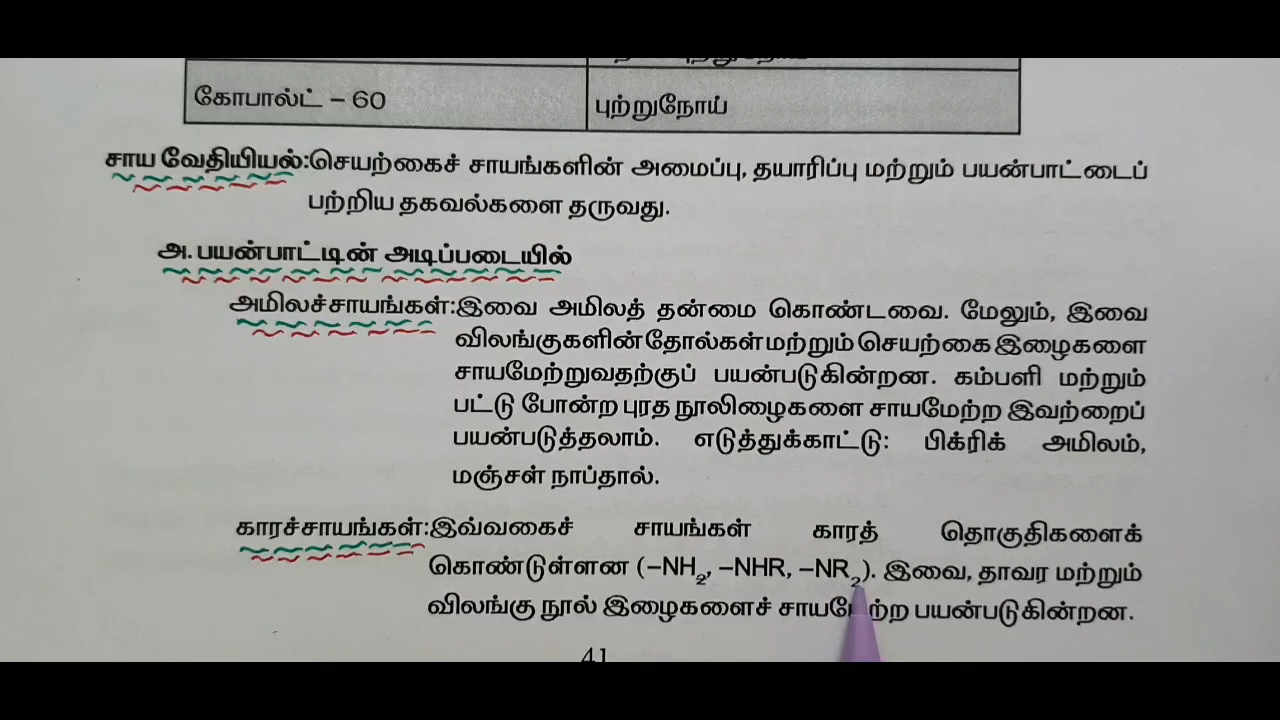 கோபால்ட் – 60
புற்றுநோய்
சாய வேதியியல்:செயற்கைச் சாயங்களின் அமைப்பு, தயாரிப்பு மற்றும் பயன்பாட்டைப்
பற்றிய தகவல்களை தருவது.
அ. பயன்பாட்டின் அடிப்படையில்
அமிலச்சாயங்கள்:இவை அமிலத் தன்மை கொண்டவை. மேலும், இவை
விலங்குகளின் தோல்கள் மற்றும் செயற்கை இழைகளை
சாயமேற்றுவதற்குப் பயன்படுகின்றன. கம்பளி மற்றும்
பட்டு போன்ற புரத நூலிழைகளை சாயமேற்ற இவற்றைப்
பயன்படுத்தலாம். எடுத்துக்காட்டு: பிக்ரிக் அமிலம்,
மஞ்சள் நாப்தால்.
காரச்சாயங்கள்:இவ்வகைச் சாயங்கள் காரத் தொகுதிகளைக்
கொண்டுள்ளன (–NH₂, –NHR, –NR₂). இவை, தாவர மற்றும்
விலங்கு நூல் இழைகளைச் சாயமேற்ற பயன்படுகின்றன.
41